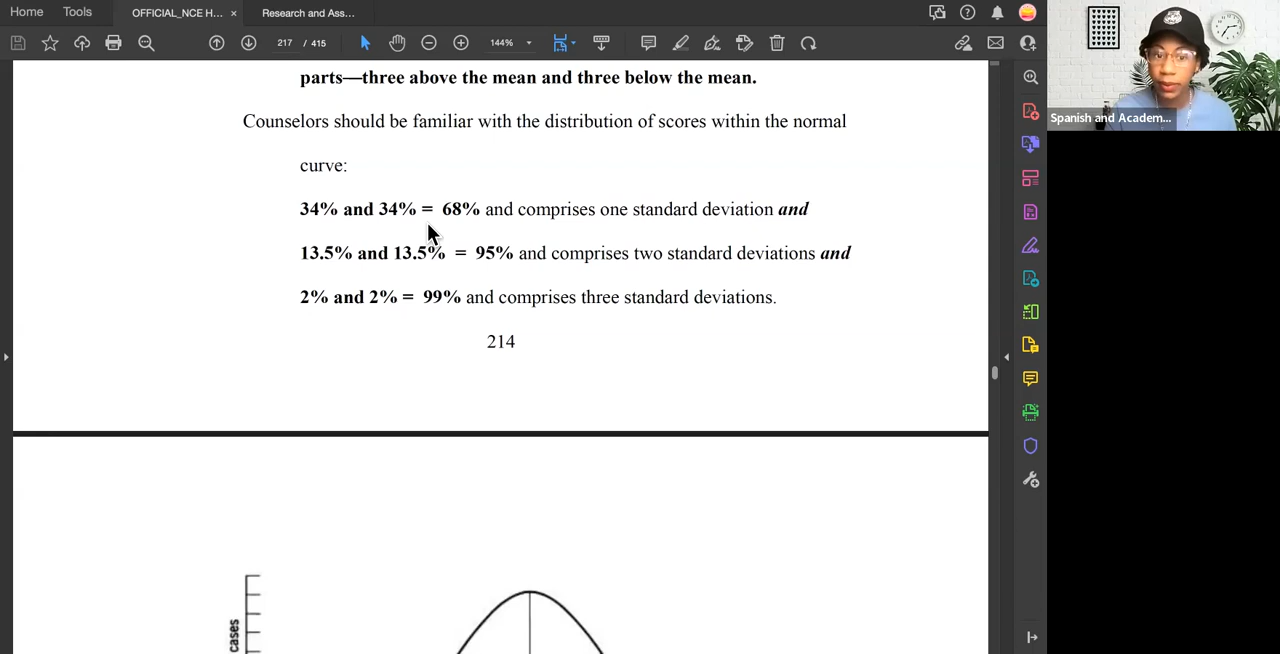 Home
Tools
OFFICIAL_NCE H... ×
Research and Ass...
217 / 415
144%
parts—three above the mean and three below the mean.
Counselors should be familiar with the distribution of scores within the normal
curve:
34% and 34% = 68% and comprises one standard deviation and
13.5% and 13.5% = 95% and comprises two standard deviations and
2% and 2% = 99% and comprises three standard deviations.
214
cases
Spanish and Academ...